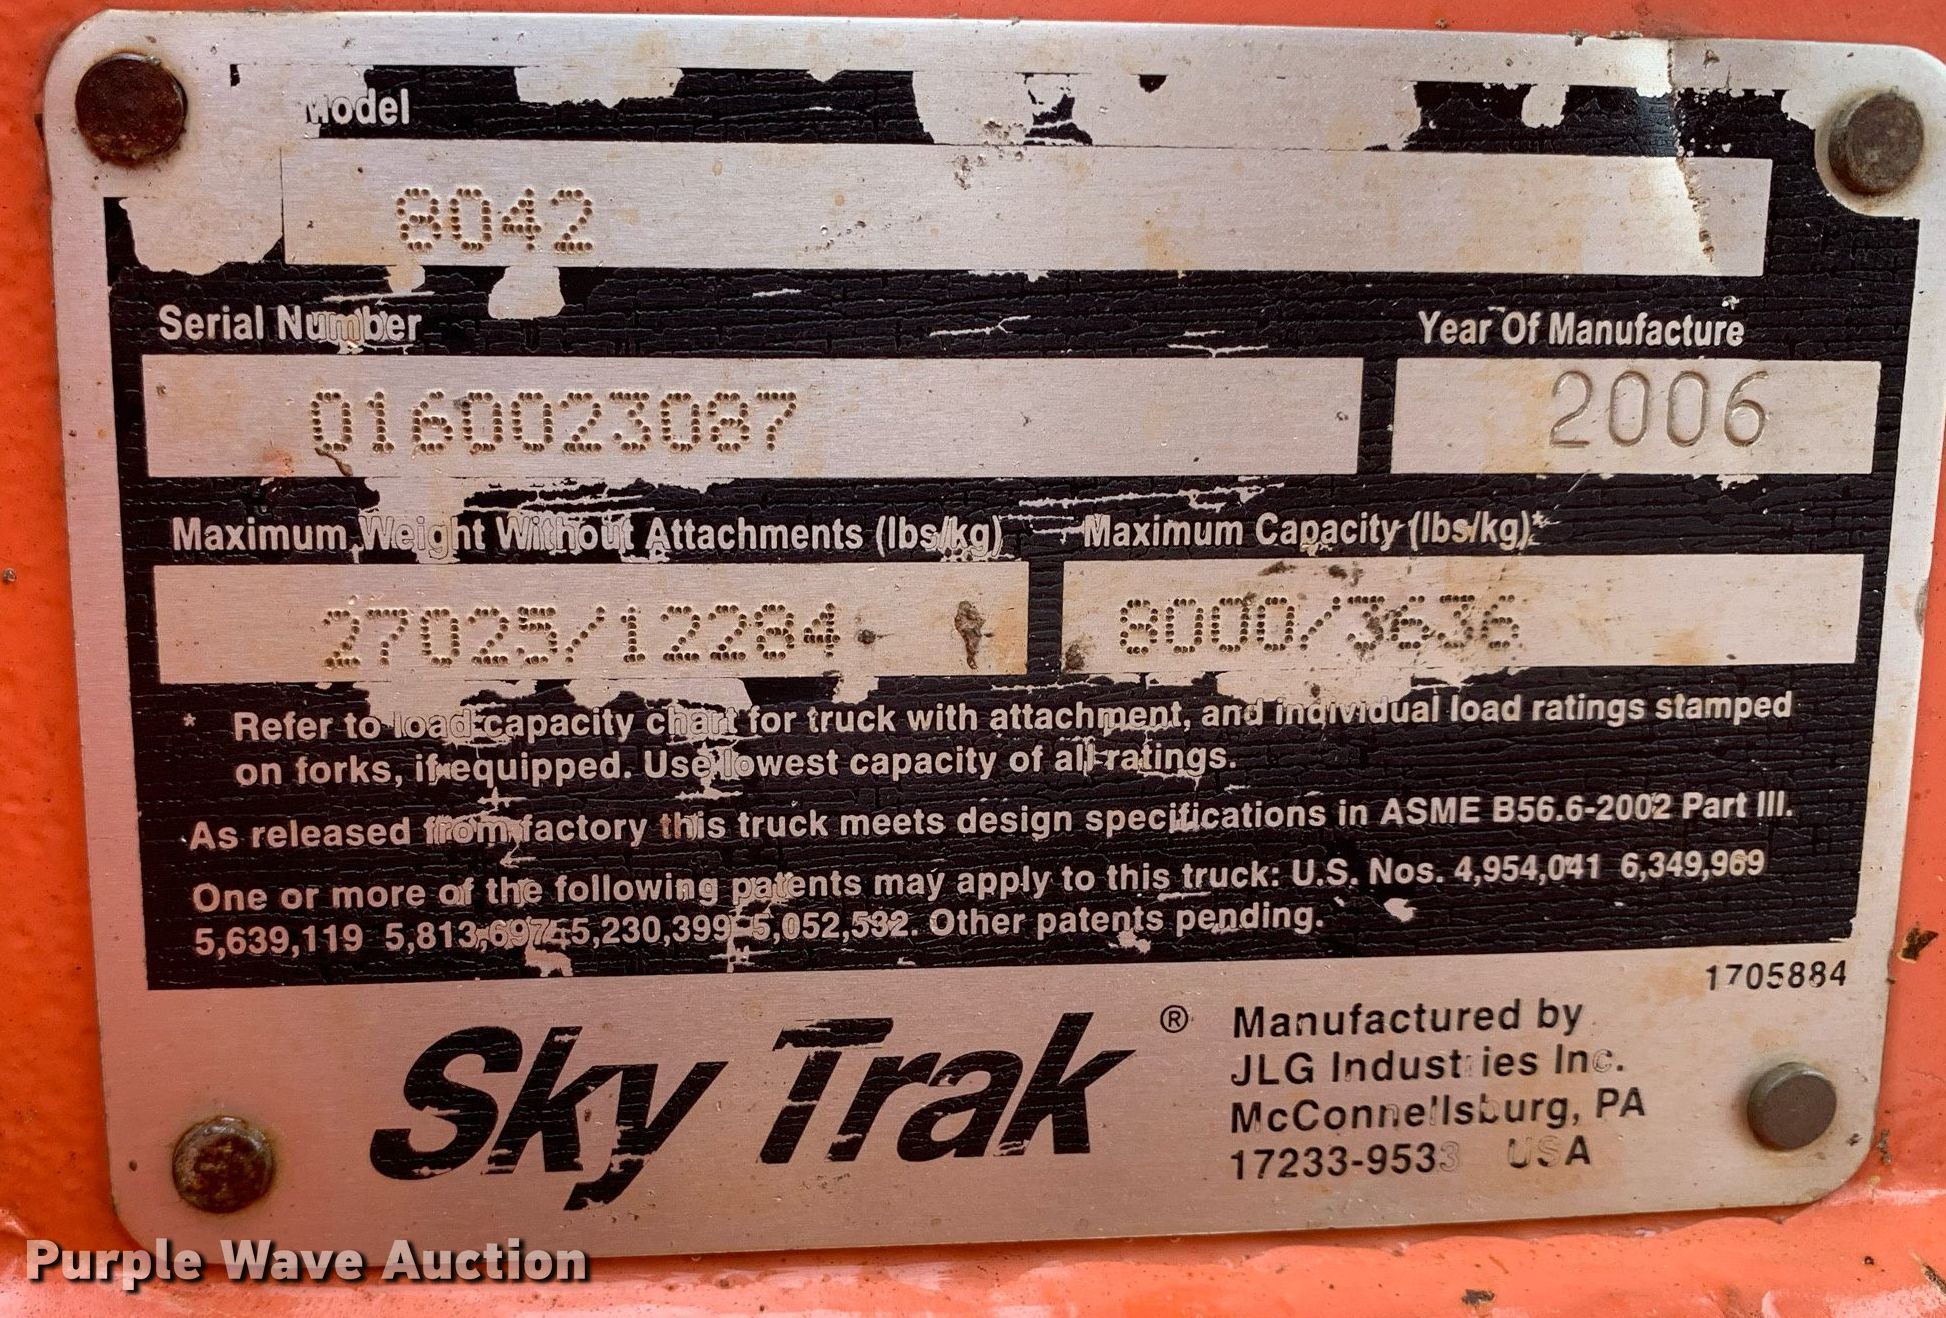 Model
8042
Serial Number
0160023087
Year Of Manufacture
2006
Maximum Weight Without Attachments (lbs/kg)
27025/12284
Maximum Capacity (lbs/kg)*
8000/3636
* Refer to load capacity chart for truck with attachment, and individual load ratings stamped
on forks, if equipped. Use lowest capacity of all ratings.
As released from factory this truck meets design specifications in ASME B56.6-2002 Part III.
One or more of the following patents may apply to this truck: U.S. Nos. 4,954,041 6,349,969
5,639,119 5,813,697 5,230,399 5,052,532. Other patents pending.
1705884
Sky Trak ®
Manufactured by
JLG Industries Inc.
McConnellsburg, PA
17233-9533 USA
Purple Wave Auction